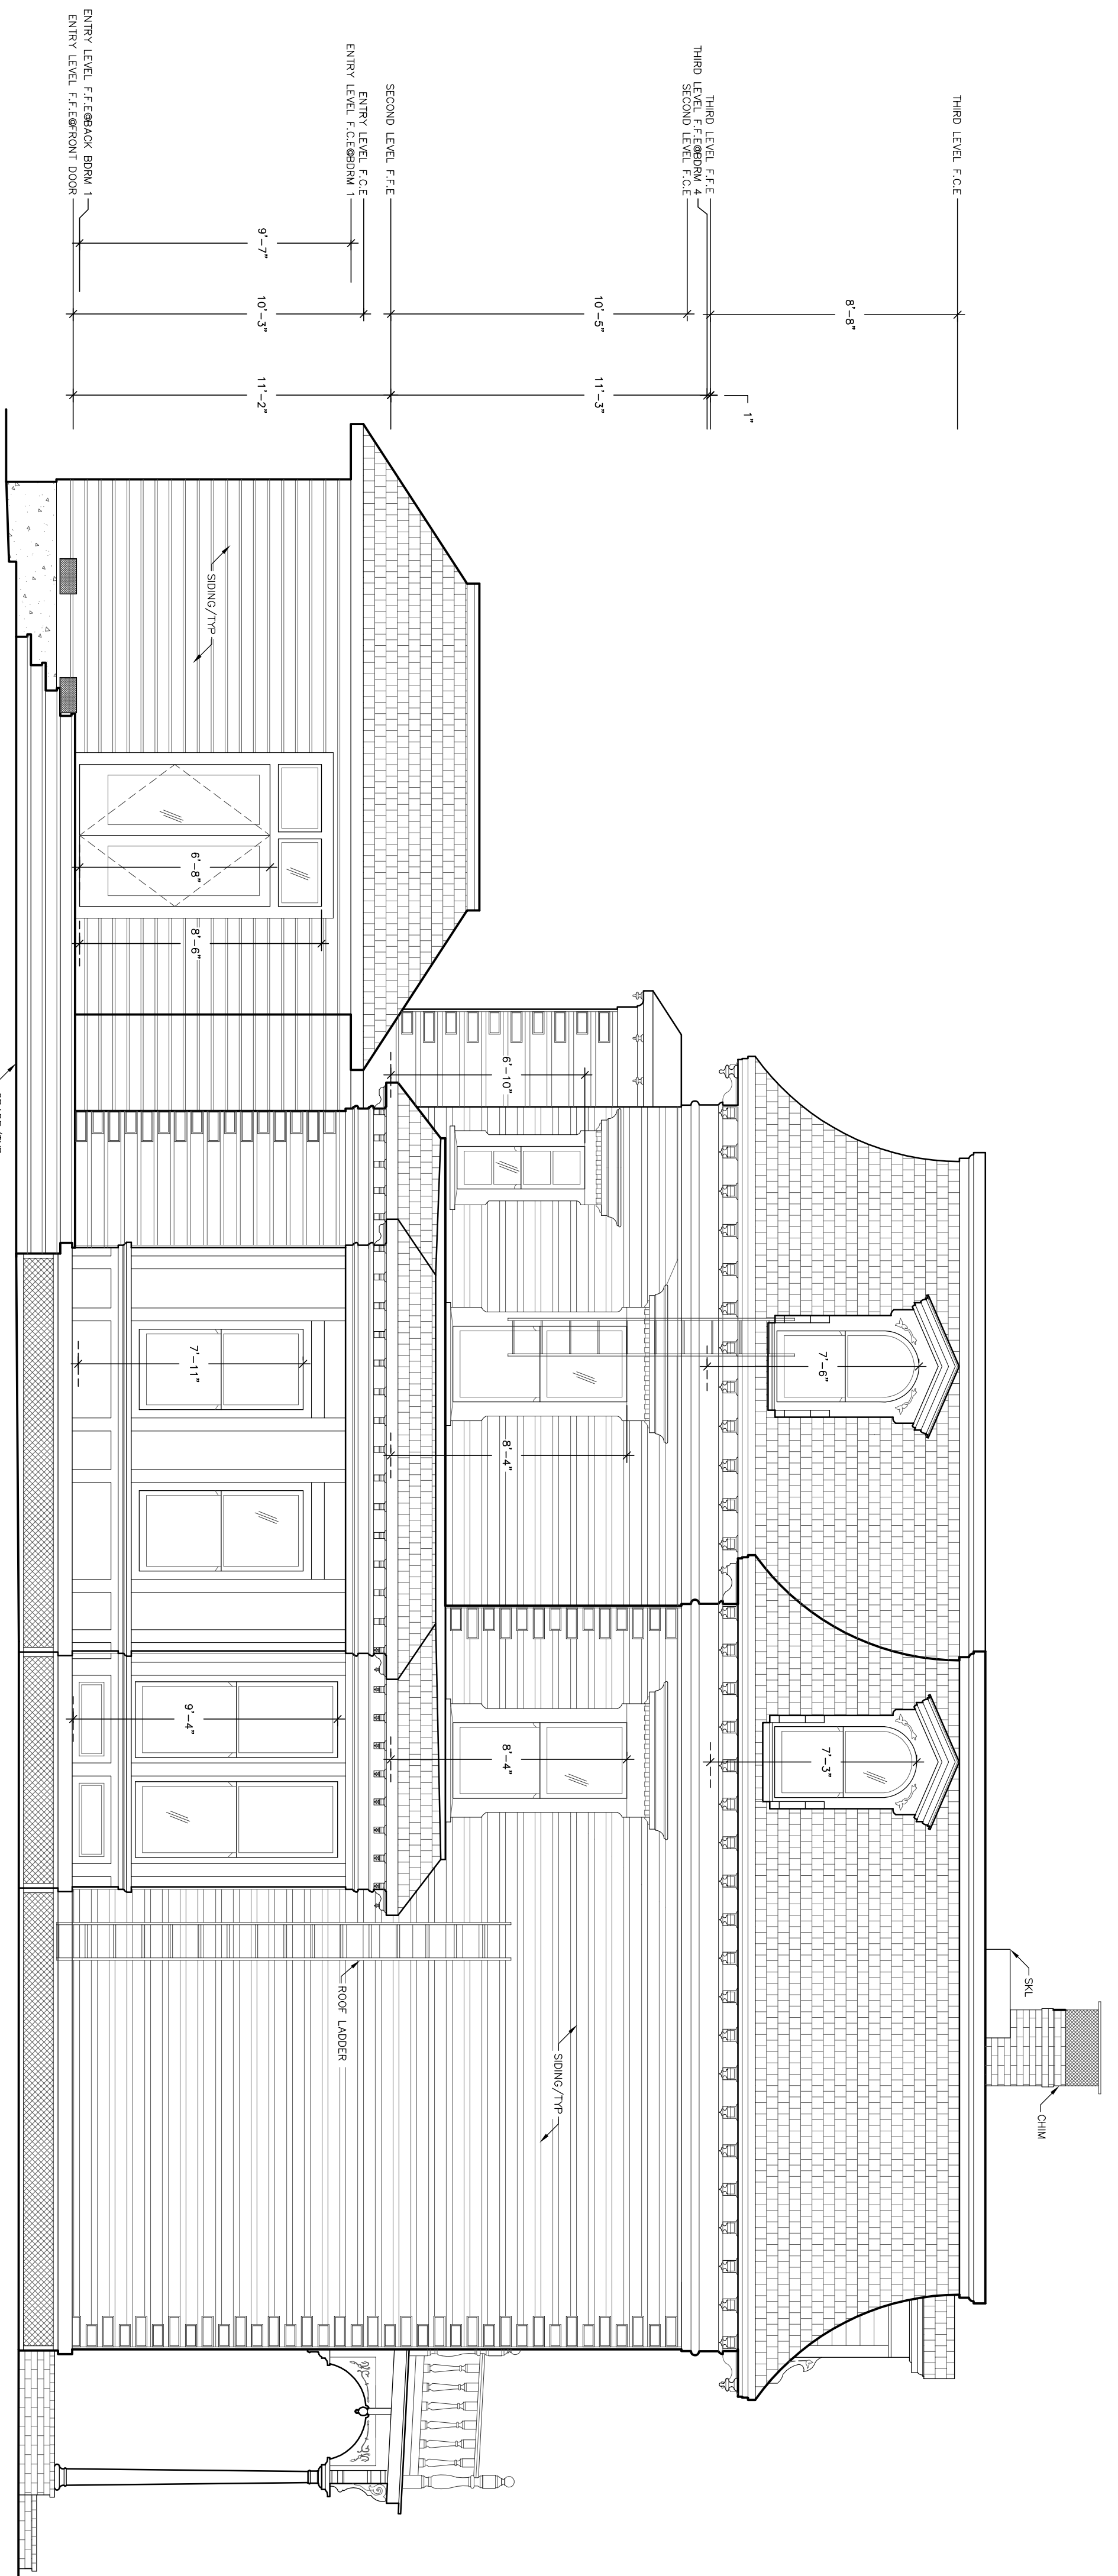 THIRD LEVEL F.C.E
THIRD LEVEL F.F.E
THIRD LEVEL F.F.E@BDRM 4
SECOND LEVEL F.C.E
SECOND LEVEL F.F.E
ENTRY LEVEL F.C.E
ENTRY LEVEL F.C.E@BDRM 1
ENTRY LEVEL F.F.E@BACK BDRM 1
ENTRY LEVEL F.F.E@FRONT DOOR
9'-7"
8'-8"
10'-5"
10'-3"
1"
11'-3"
11'-2"
SIDING/TYP
6'-8"
8'-6"
6'-10"
7'-6"
7'-11"
8'-4"
9'-4"
8'-4"
7'-3"
ROOF LADDER
SIDING/TYP
SKL
CHIM